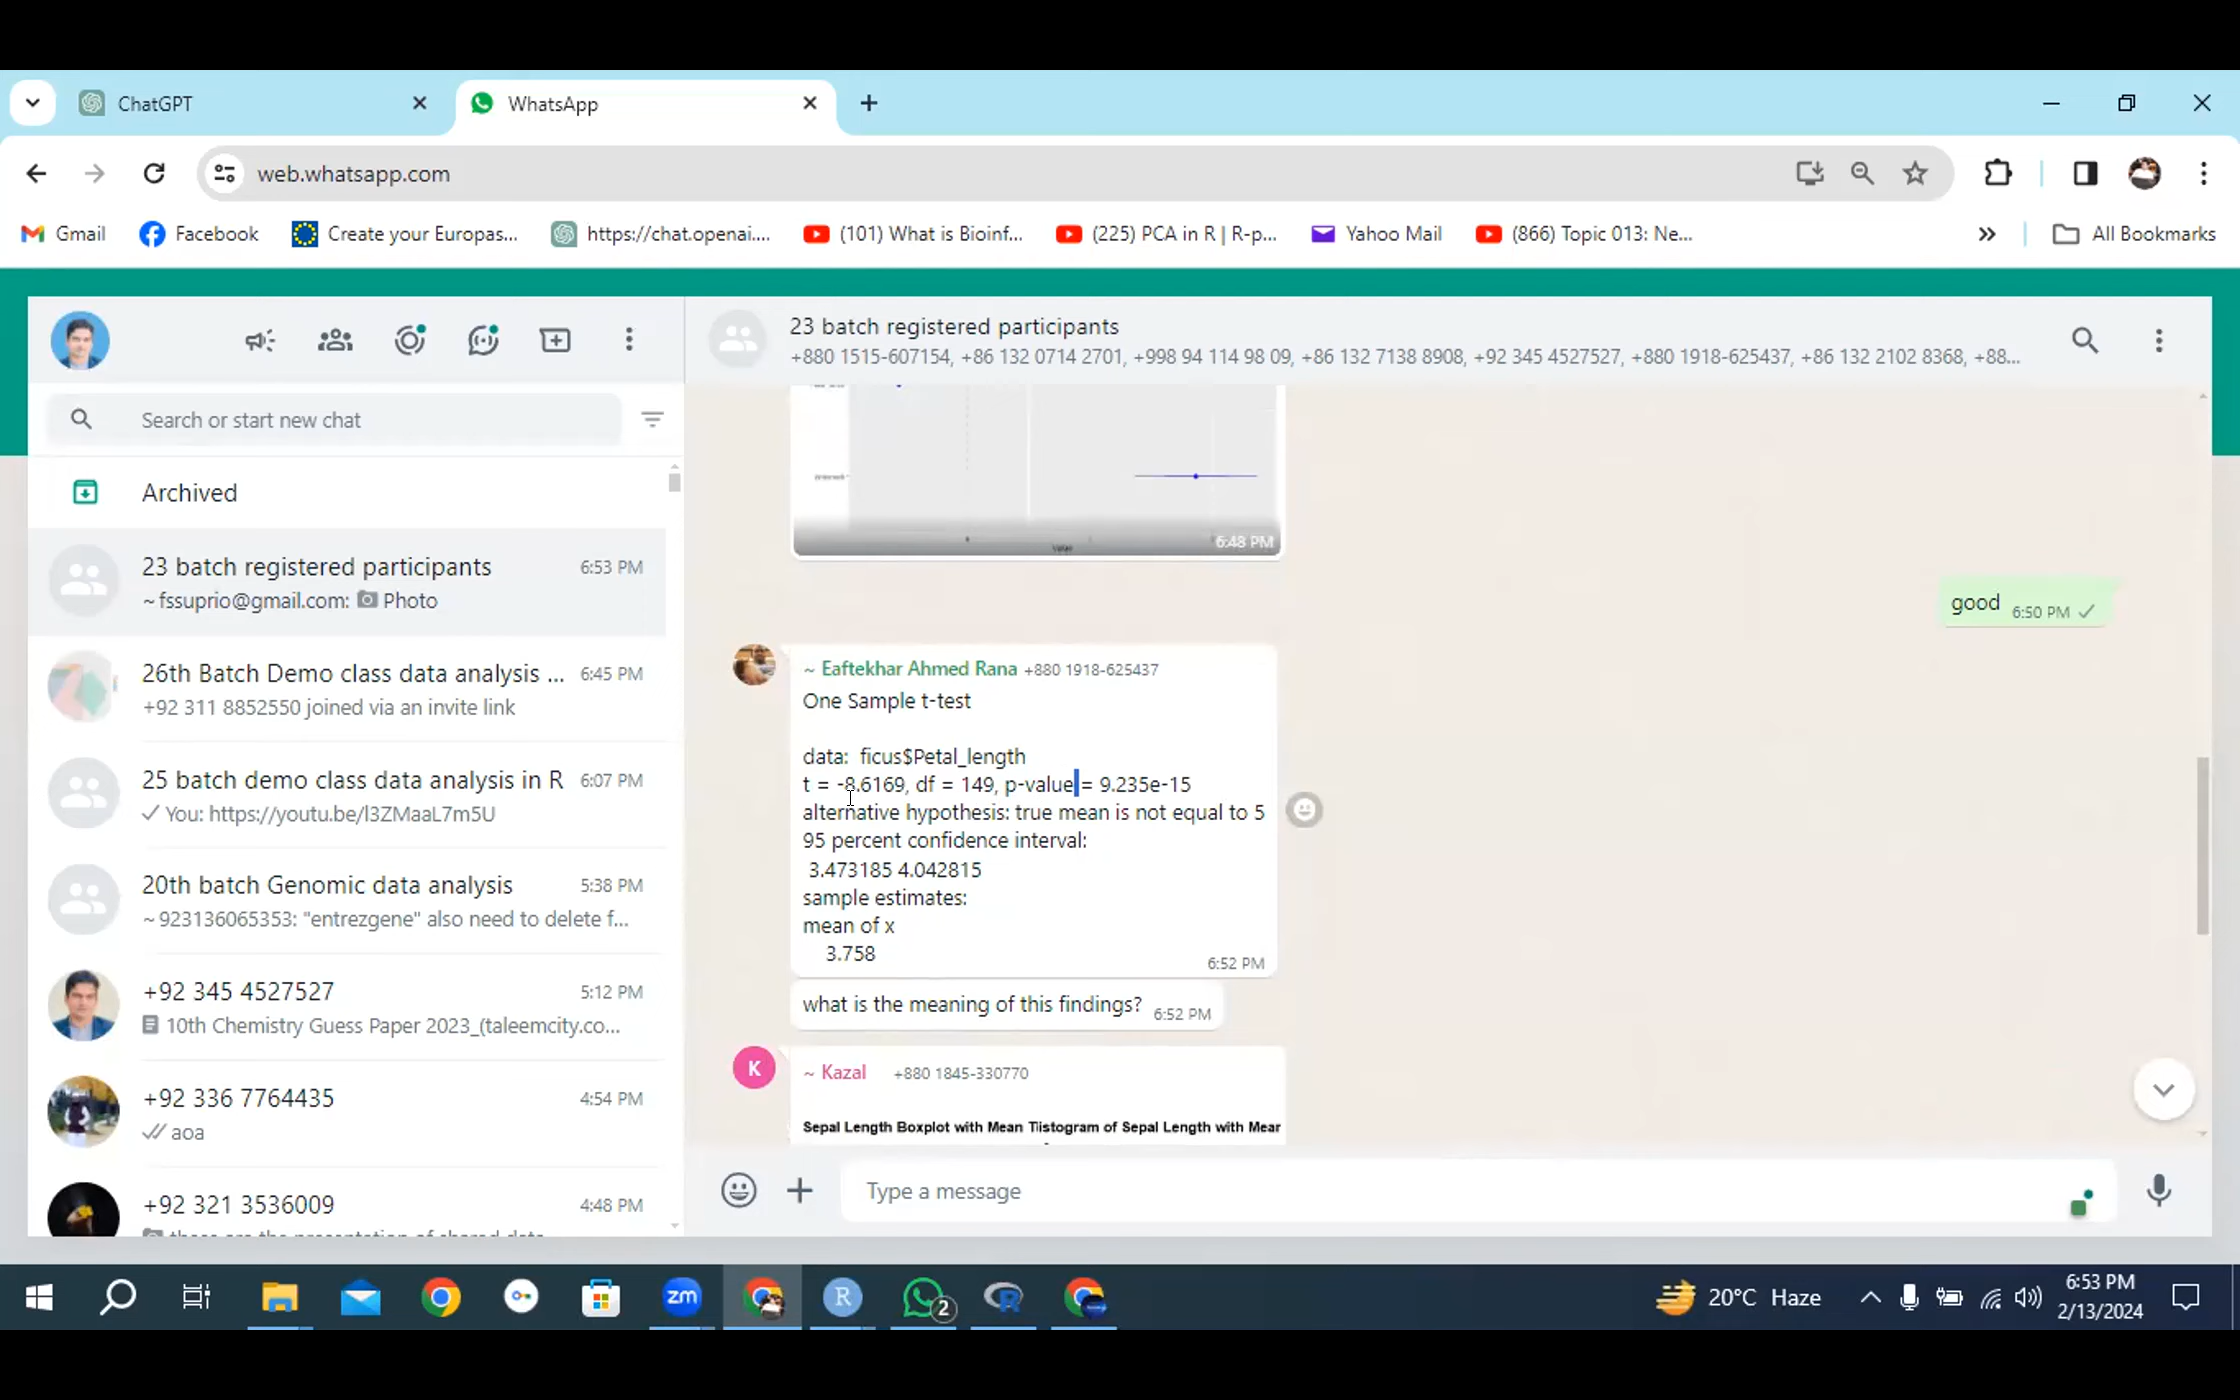 ChatGPT
WhatsApp
web.whatsapp.com
Gmail
Facebook
Create your Europas...
https://chat.openai....
(101) What is Bioinf...
(225) PCA in R | R-p...
Yahoo Mail
(866) Topic 013: Ne...
All Bookmarks
Search or start new chat
Archived
23 batch registered participants
6:53 PM
~ fssuprio@gmail.com: Photo
26th Batch Demo class data analysis ...
6:45 PM
+92 311 8852550 joined via an invite link
25 batch demo class data analysis in R
6:07 PM
You: https://youtu.be/l3ZMaaL7m5U
20th batch Genomic data analysis
5:38 PM
~ 923136065353: "entrezgene" also need to delete f...
+92 345 4527527
5:12 PM
10th Chemistry Guess Paper 2023_(taleemcity.co...
+92 336 7764435
4:54 PM
aoa
+92 321 3536009
4:48 PM
23 batch registered participants
+880 1515-607154, +86 132 0714 2701, +998 94 114 98 09, +86 132 7138 8908, +92 345 4527527, +880 1918-625437, +86 132 2102 8368, +88...
6:48 PM
good 6:50 PM
~ Eaftekhar Ahmed Rana +880 1918-625437
One Sample t-test
data: ficus$Petal_length
t = -8.6169, df = 149, p-value = 9.235e-15
alternative hypothesis: true mean is not equal to 5
95 percent confidence interval:
3.473185 4.042815
sample estimates:
mean of x
3.758
6:52 PM
what is the meaning of this findings? 6:52 PM
K
~ Kazal +880 1845-330770
Sepal Length Boxplot with Mean
of Sepal Length with Mear
Type a message
zm
R
2
R
20°C Haze
6:53 PM
2/13/2024